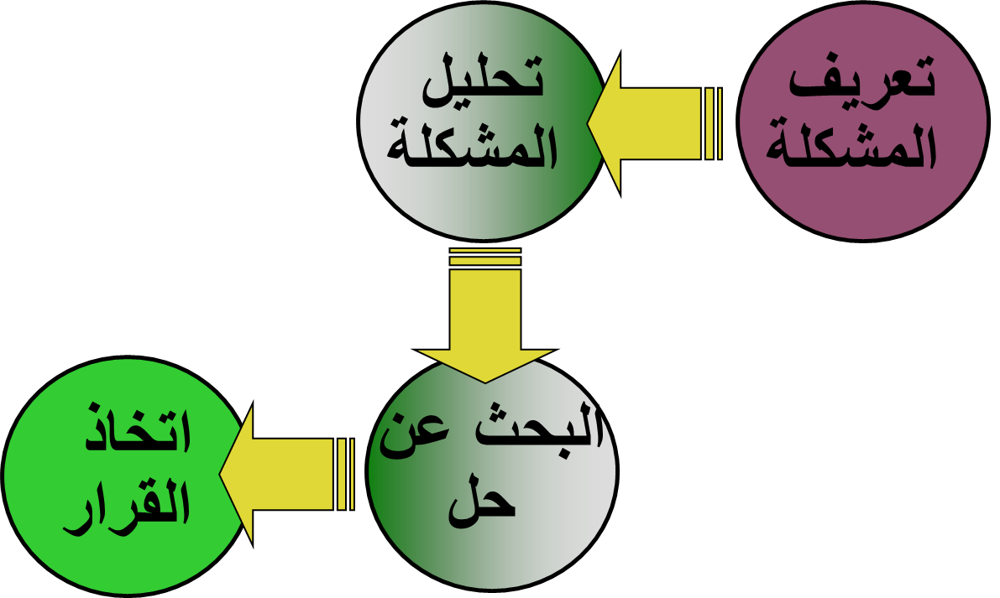 تعريف
المشكلة
تحليل
المشكلة
البحث عن
حل
اتخاذ
القرار